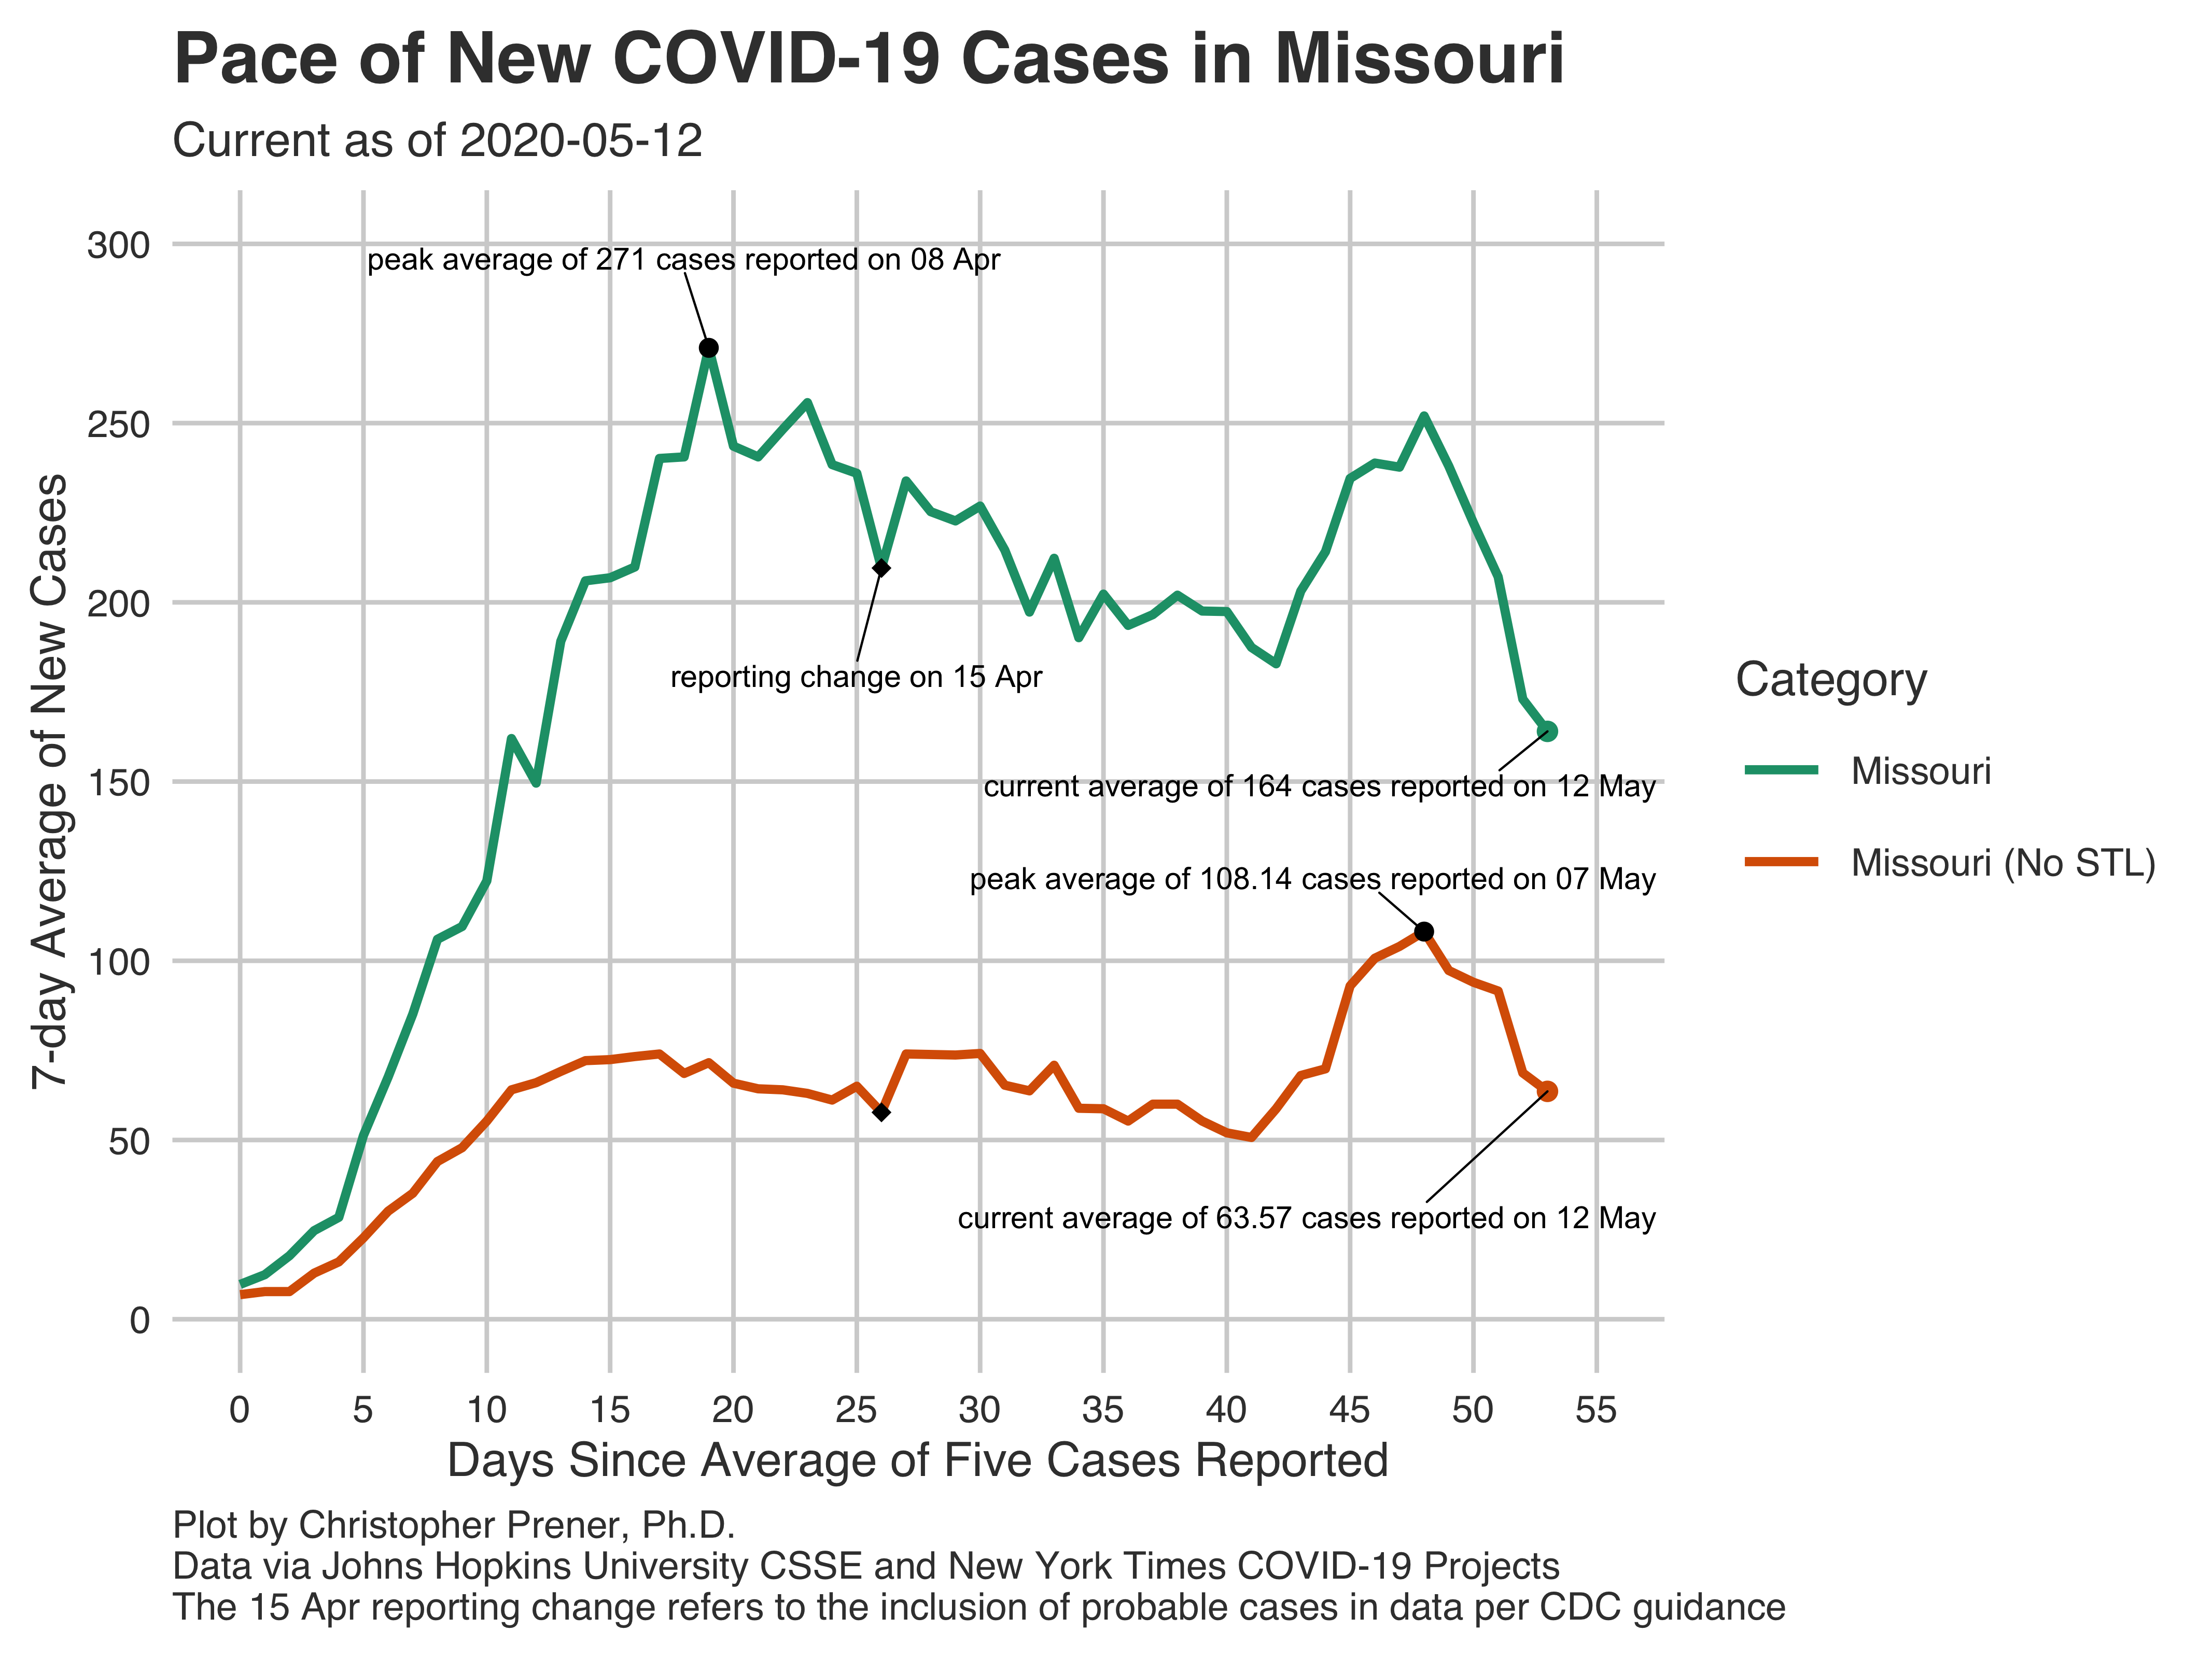 Pace of New COVID-19 Cases in Missouri
Current as of 2020-05-12
7-day Average of New Cases
300
250
200
150
100
50
0
peak average of 271 cases reported on 08 Apr
reporting change on 15 Apr
current average of 164 cases reported on 12 May
peak average of 108.14 cases reported on 07 May
current average of 63.57 cases reported on 12 May
Category
Missouri
Missouri (No STL)
0 5 10 15 20 25 30 35 40 45 50 55
Days Since Average of Five Cases Reported
Plot by Christopher Prener, Ph.D.
Data via Johns Hopkins University CSSE and New York Times COVID-19 Projects
The 15 Apr reporting change refers to the inclusion of probable cases in data per CDC guidance